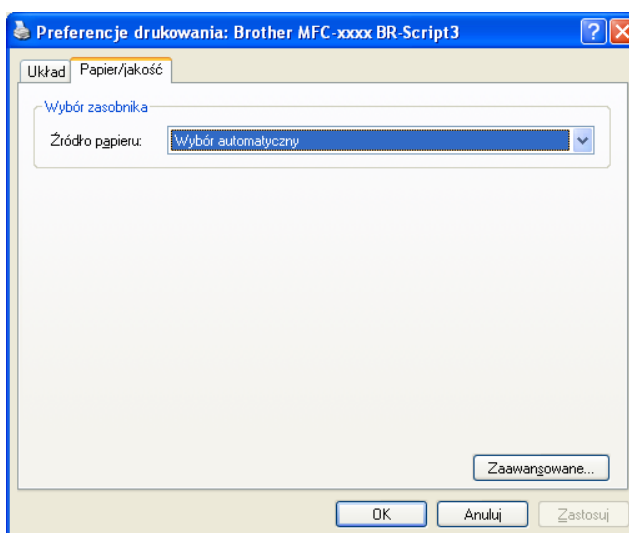 Preferencje drukowania: Brother MFC-xxxx BR-Script3
Układ Papier/jakość
Wybór zasobnika
Źródło papieru: Wybór automatyczny
Zaawansowane...
OK Anuluj Zastosuj